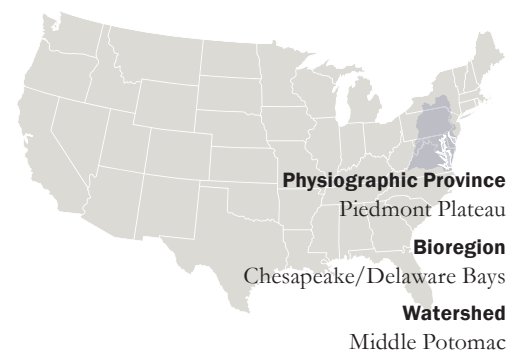 Physiographic Province
Piedmont Plateau
Bioregion
Chesapeake/Delaware Bays
Watershed
Middle Potomac